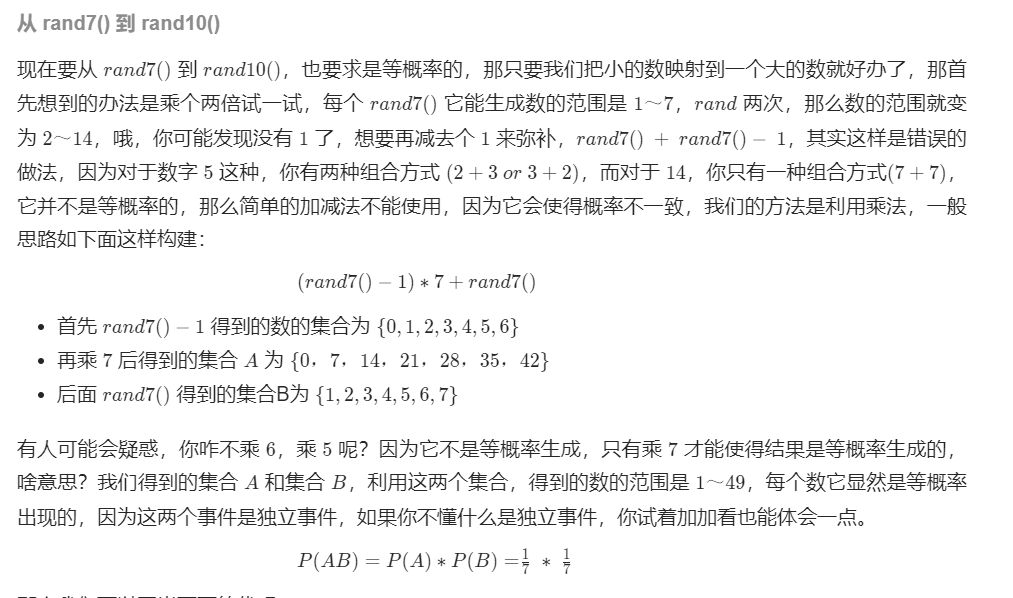 从 rand7() 到 rand10()
现在要从 rand7() 到 rand10()，也要求是等概率的，那只要我们把小的数映射到一个大的数就好办了，那首
先想到的办法是乘个两倍试一试，每个 rand7() 它能生成数的范围是 1~7，rand 两次，那么数的范围就变
为 2~14，哦，你可能发现没有 1 了，想要再减去个 1 来弥补，rand7() + rand7() − 1，其实这样是错误的
做法，因为对于数字 5 这种，你有两种组合方式 (2 + 3 or 3 + 2)，而对于 14，你只有一种组合方式(7 + 7)，
它并不是等概率的，那么简单的加减法不能使用，因为它会使得概率不一致，我们的方法是利用乘法，一般
思路如下面这样构建：
(rand7() − 1) ∗ 7 + rand7()
• 首先 rand7() − 1 得到的数的集合为 {0, 1, 2, 3, 4, 5, 6}
• 再乘 7 后得到的集合 A 为 {0，7，14，21，28，35，42}
• 后面 rand7() 得到的集合B为 {1, 2, 3, 4, 5, 6, 7}
有人可能会疑惑，你咋不乘 6，乘 5 呢？因为它不是等概率生成，只有乘 7 才能使得结果是等概率生成的，
啥意思？我们得到的集合 A 和集合 B，利用这两个集合，得到的数的范围是 1~49，每个数它显然是等概率
出现的，因为这两个事件是独立事件，如果你不懂什么是独立事件，你试着加加看也能体会一点。
P(AB) = P(A) ∗ P(B) = 1/7 ∗ 1/7